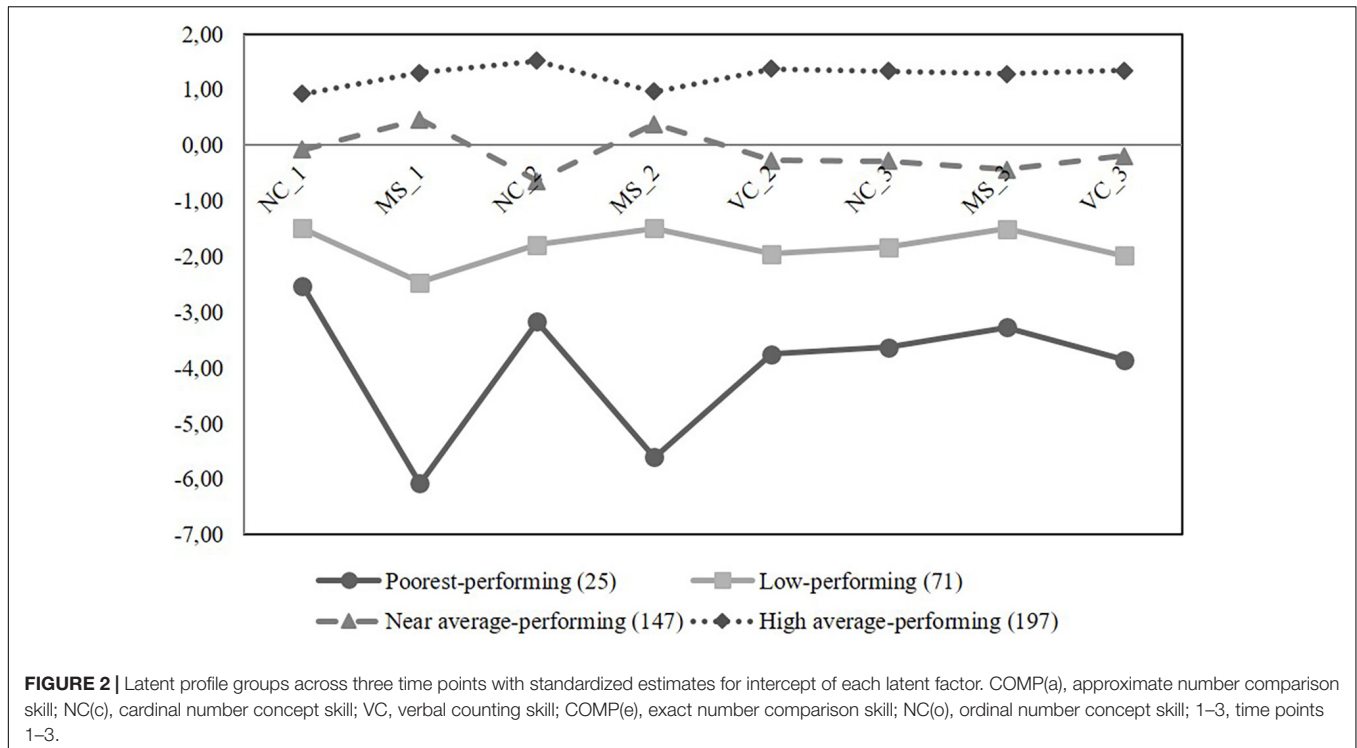 2,00
1,00
0,00
-1,00
-2,00
-3,00
-4,00
-5,00
-6,00
-7,00
NC_1 MS_1 NC_2 MS_2 VC_2 NC_3 MS_3 VC_3
Poorest-performing (25) Low-performing (71)
Near average-performing (147) High average-performing (197)
FIGURE 2 | Latent profile groups across three time points with standardized estimates for intercept of each latent factor. COMP(a), approximate number comparison
skill; NC(c), cardinal number concept skill; VC, verbal counting skill; COMP(e), exact number comparison skill; NC(o), ordinal number concept skill; 1–3, time points
1–3.